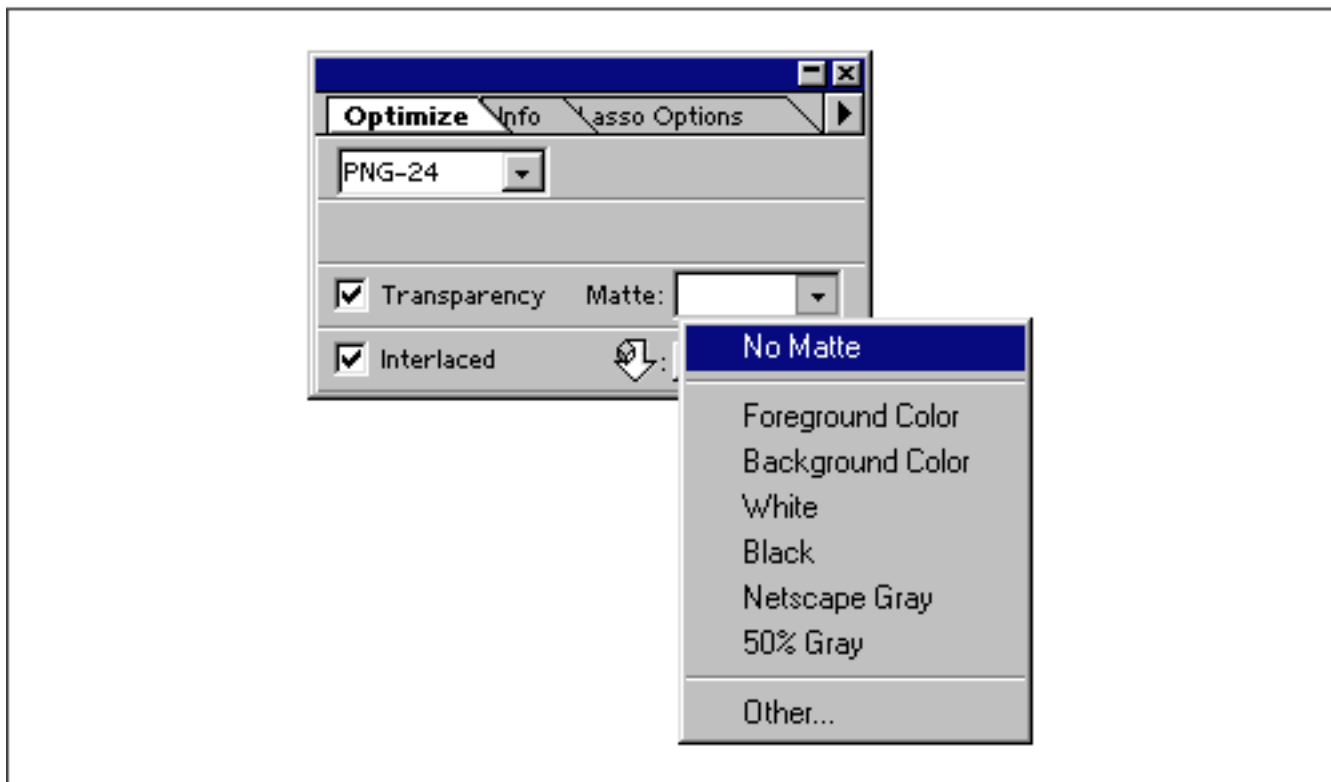 Optimize Info Lasso Options
PNG-24
Transparency Matte:
Interlaced :
No Matte
Foreground Color
Background Color
White
Black
Netscape Gray
50% Gray
Other...